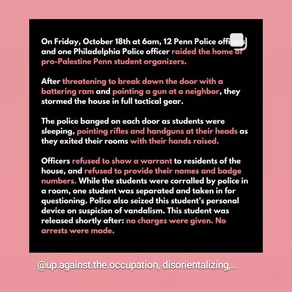 On Friday, October 18th at 6am, 12 Penn Police
and one Philadelphia Police officer raided the home of
pro-Palestine Penn student organizers.
After threatening to break down the door with a
battering ram and pointing a gun at a neighbor, they
stormed the house in full tactical gear.
The police banged on each door as students were
sleeping, pointing rifles and handguns at their heads as
they exited their rooms with their hands raised.
Officers refused to show a warrant to residents of the
house, and refused to provide their names and badge
numbers. While the students were corralled by police in
a room, one student was separated and taken in for
questioning. Police also seized this student's personal
device on suspicion of vandalism. This student was
released shortly after: no charges were given. No
arrests were made.
@up.against.the.occupation, disorientalizing,...